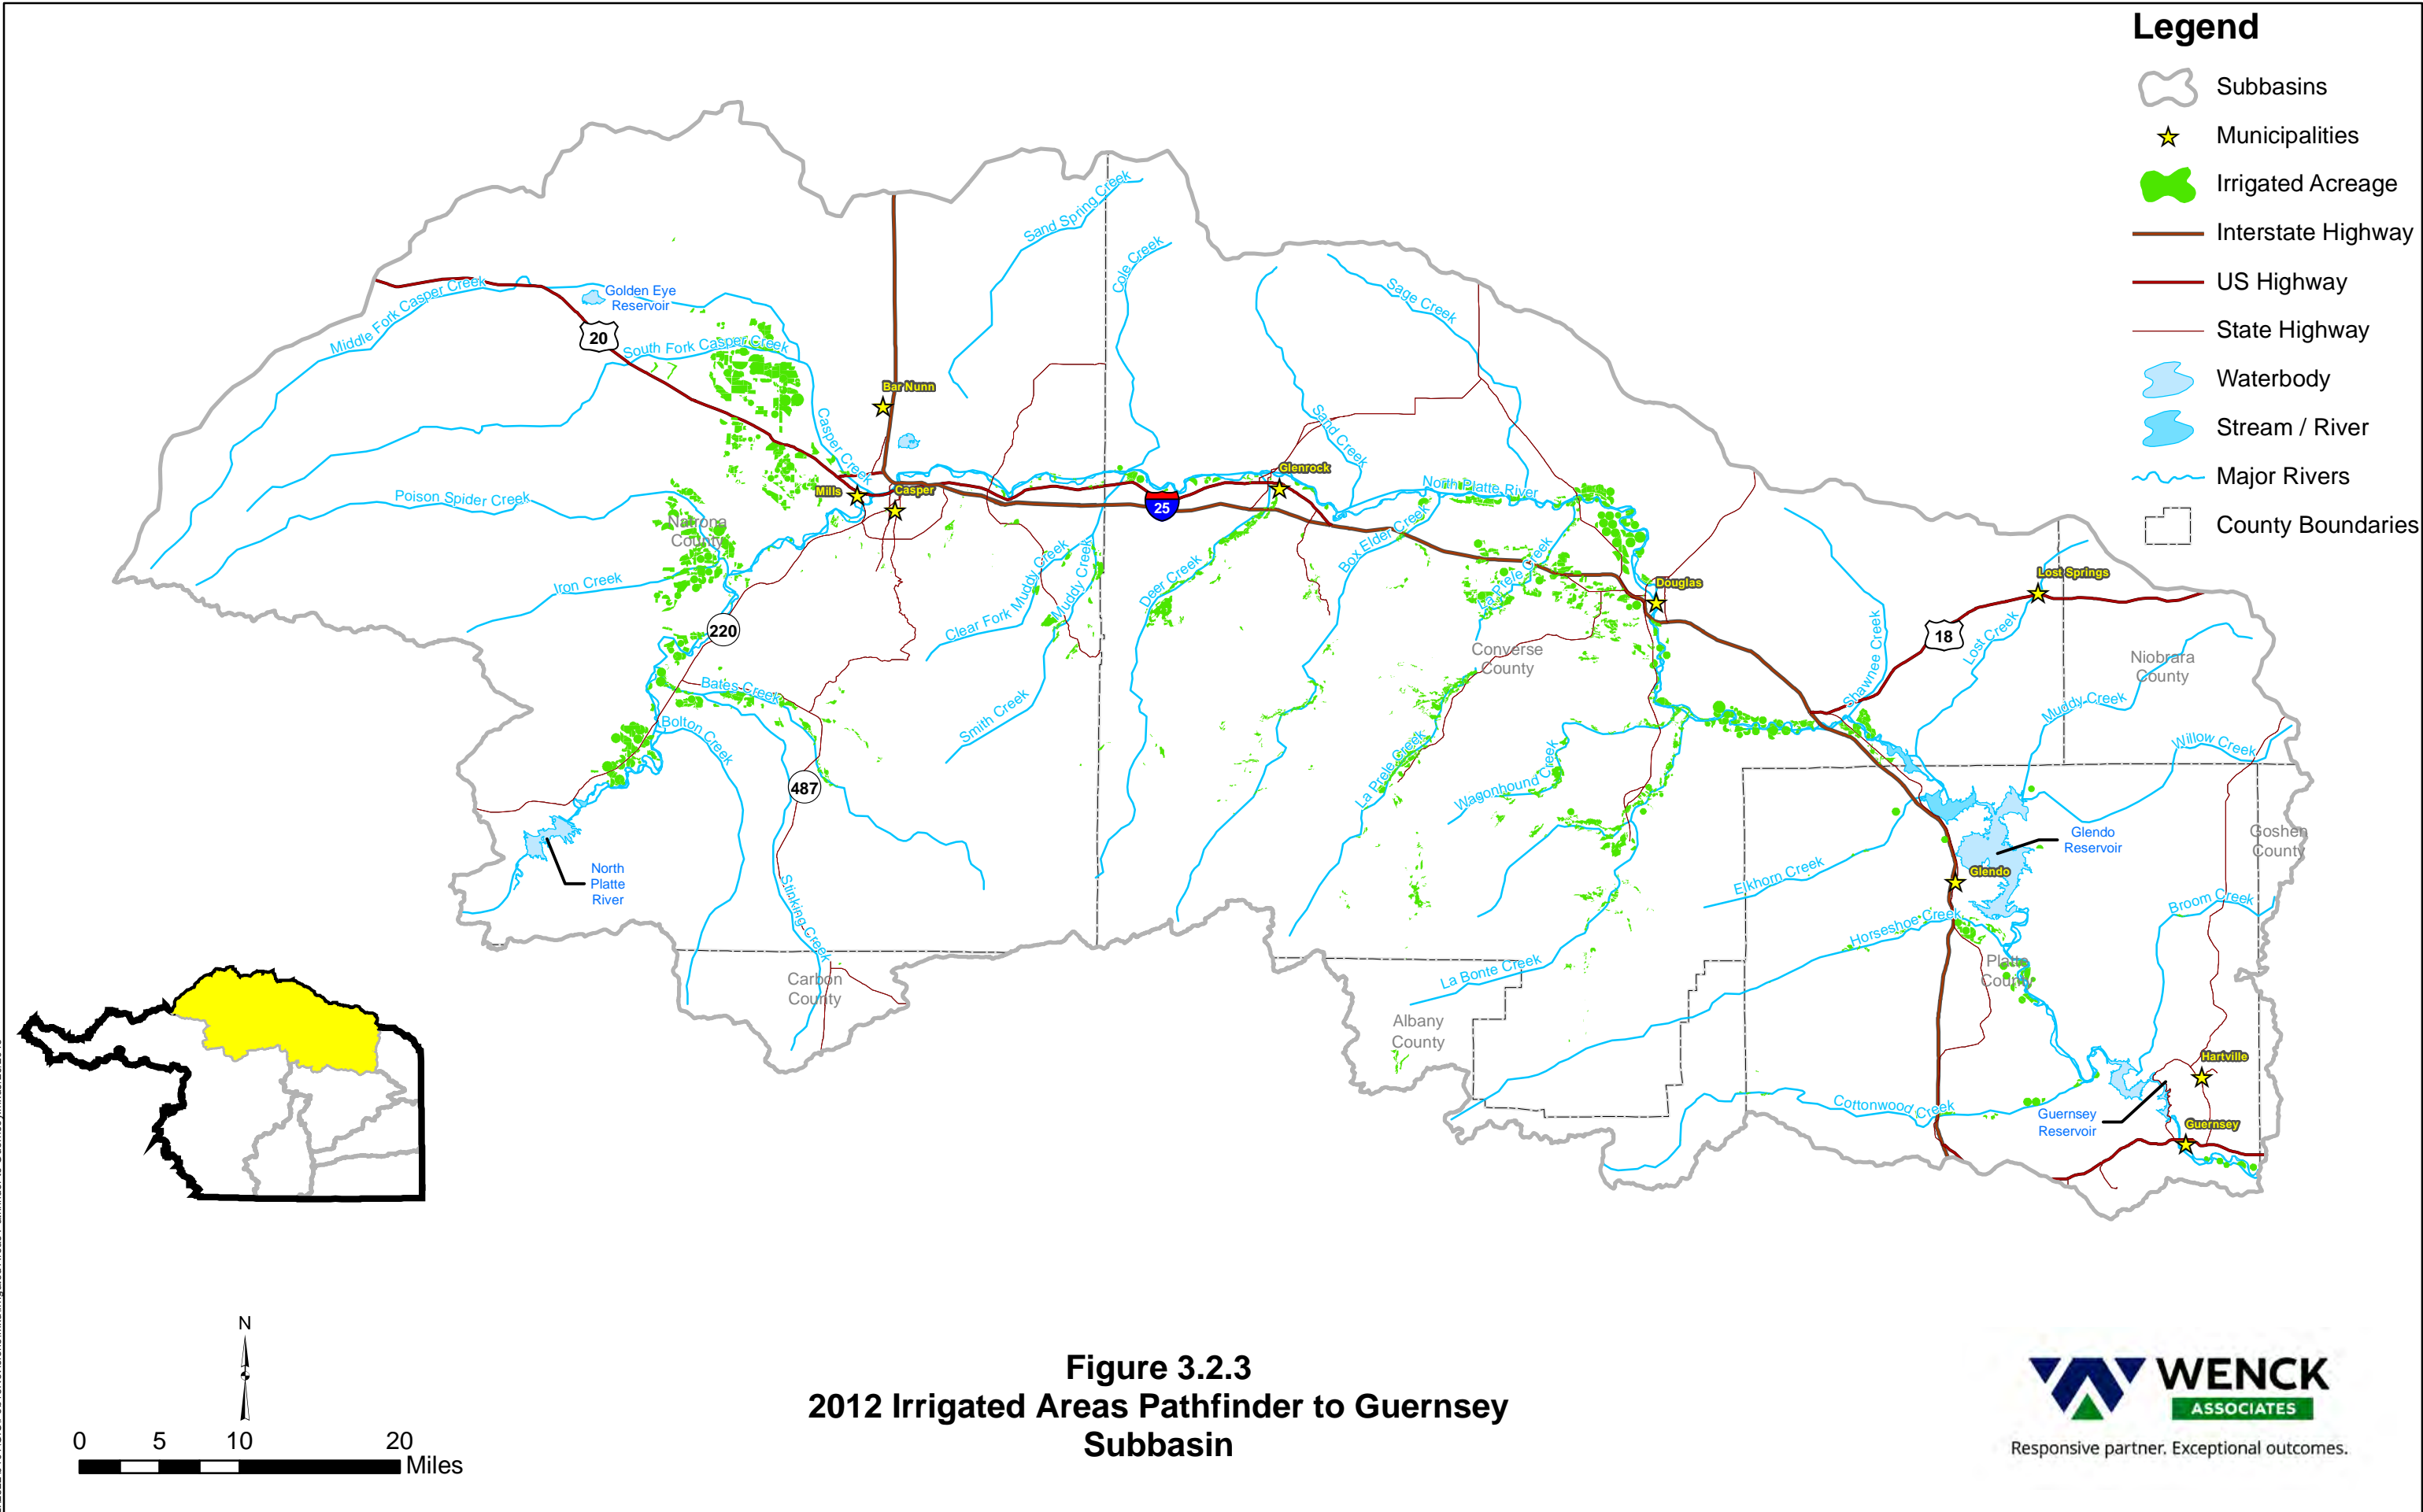 Legend
Subbasins
Municipalities
Irrigated Acreage
Interstate Highway
US Highway
State Highway
Waterbody
Stream / River
Major Rivers
County Boundaries
Sand Spring Creek
Cole Creek
Sage Creek
Middle Fork Casper Creek
Golden Eye
Reservoir
20
South Fork Casper Creek
Bar Nunn
Casper Creek
Sand Creek
Glenrock
Mills
Casper
25
North Platte River
Poison Spider Creek
Natrona
County
Iron Creek
Clear Fork Muddy Creek
Muddy Creek
Deer Creek
Box Elder Creek
La Prele Creek
Douglas
Lost Springs
220
18
Shawnee Creek
Lost Creek
Converse
County
Niobrara
County
Bates Creek
Bolton Creek
Smith Creek
Muddy Creek
Willow Creek
487
La Prele Creek
Wagonhound Creek
North
Platte
River
Stinking Creek
Glendo
Reservoir
Goshen
County
Glendo
Elkhorn Creek
Horseshoe Creek
Broom Creek
La Bonte Creek
Platte
County
Carbon
County
Albany
County
Hartville
Cottonwood Creek
Guernsey
Reservoir
Guernsey
N
0 5 10 20
Miles
Figure 3.2.3
2012 Irrigated Areas Pathfinder to Guernsey
Subbasin
WENCK
ASSOCIATES
Responsive partner. Exceptional outcomes.